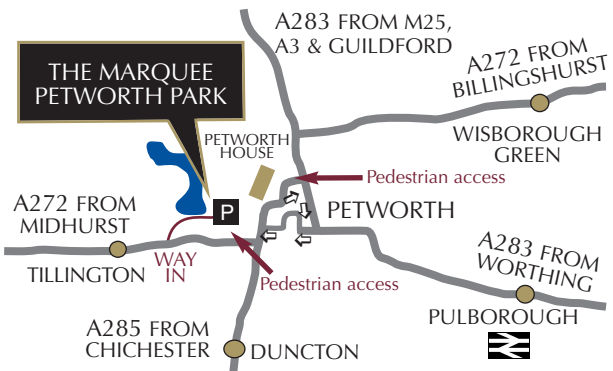 A283 FROM M25,
A3 & GUILDFORD
A272 FROM
BILLINGSHURST
THE MARQUEE
PETWORTH PARK
WISBOROUGH
GREEN
PETWORTH
HOUSE
Pedestrian access
A272 FROM
MIDHURST
P
PETWORTH
TILLINGTON
WAY
IN
Pedestrian access
A283 FROM
WORTHING
PULBOROUGH
A285 FROM
CHICHESTER
DUNCTON